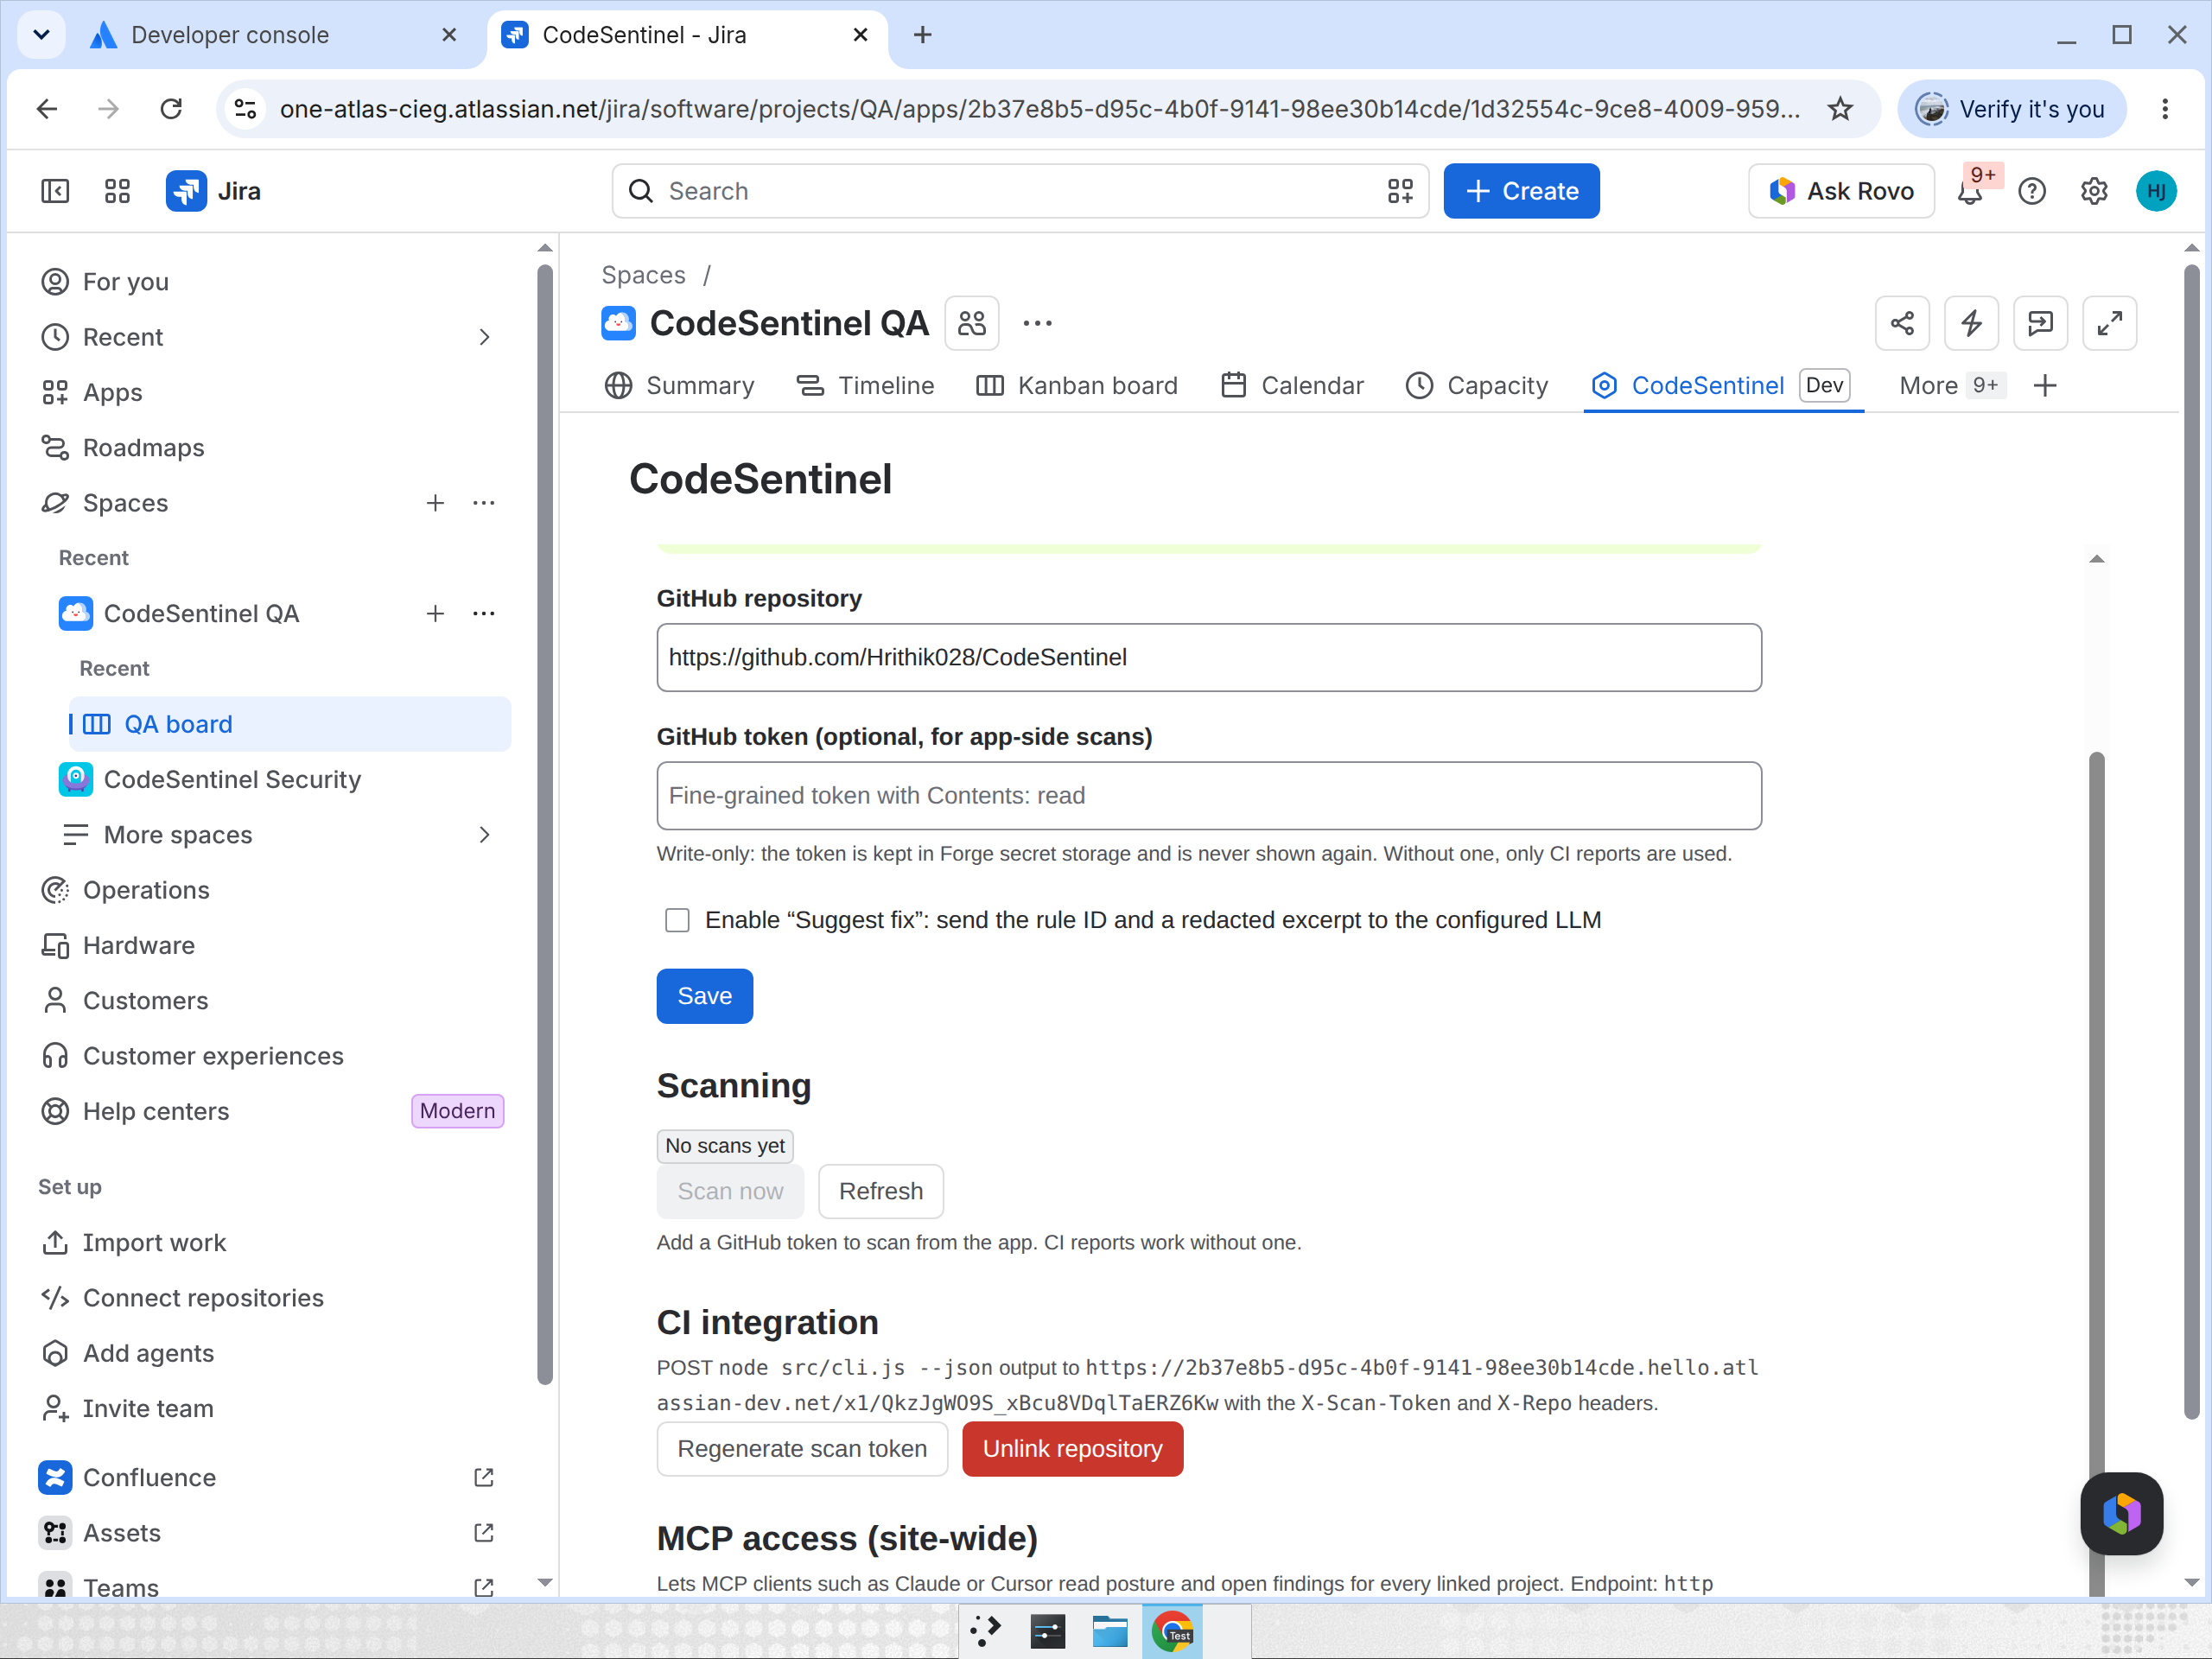 Developer console
CodeSentinel - Jira
one-atlas-cieg.atlassian.net/jira/software/projects/QA/apps/2b37e8b5-d95c-4b0f-9141-98ee30b14cde/1d32554c-9ce8-4009-959...
Verify it's you
Jira
Search
Create
Ask Rovo
9+
HJ
For you
Recent
Apps
Roadmaps
Spaces
Recent
CodeSentinel QA
Recent
QA board
CodeSentinel Security
More spaces
Operations
Hardware
Customers
Customer experiences
Help centers Modern
Set up
Import work
Connect repositories
Add agents
Invite team
Confluence
Assets
Teams
Spaces /
CodeSentinel QA
Summary Timeline Kanban board Calendar Capacity CodeSentinel Dev More 9+
CodeSentinel
GitHub repository
https://github.com/Hrithik028/CodeSentinel
GitHub token (optional, for app-side scans)
Fine-grained token with Contents: read
Write-only: the token is kept in Forge secret storage and is never shown again. Without one, only CI reports are used.
Enable “Suggest fix”: send the rule ID and a redacted excerpt to the configured LLM
Save
Scanning
No scans yet
Scan now Refresh
Add a GitHub token to scan from the app. CI reports work without one.
CI integration
POST node src/cli.js --json output to https://2b37e8b5-d95c-4b0f-9141-98ee30b14cde.hello.atl
assian-dev.net/x1/QkzJgWO9S_xBcu8VDqlTaERZ6Kw with the X-Scan-Token and X-Repo headers.
Regenerate scan token Unlink repository
MCP access (site-wide)
Lets MCP clients such as Claude or Cursor read posture and open findings for every linked project. Endpoint: http
Test